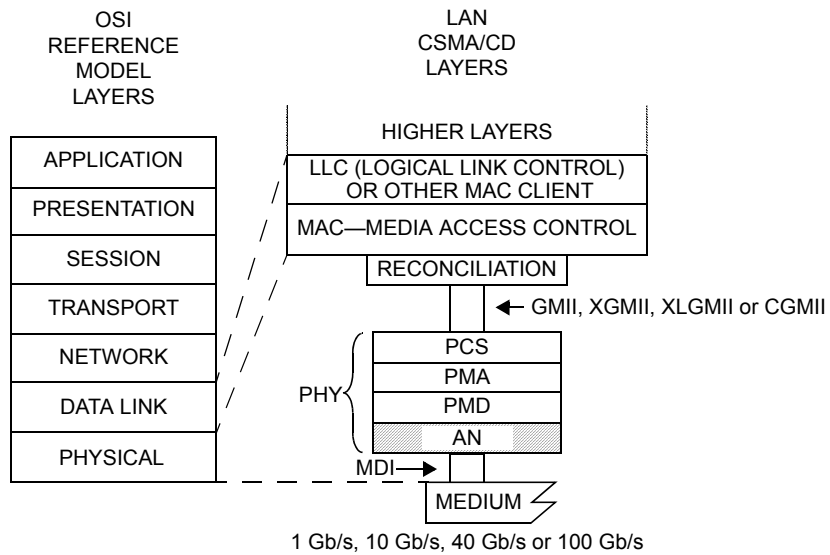 OSI
REFERENCE
MODEL
LAYERS
LAN
CSMA/CD
LAYERS
APPLICATION
PRESENTATION
SESSION
TRANSPORT
NETWORK
DATA LINK
PHYSICAL
HIGHER LAYERS
LLC (LOGICAL LINK CONTROL)
OR OTHER MAC CLIENT
MAC—MEDIA ACCESS CONTROL
RECONCILIATION
GMII, XGMII, XLGMII or CGMII
PHY
PCS
PMA
PMD
AN
MDI
MEDIUM
1 Gb/s, 10 Gb/s, 40 Gb/s or 100 Gb/s